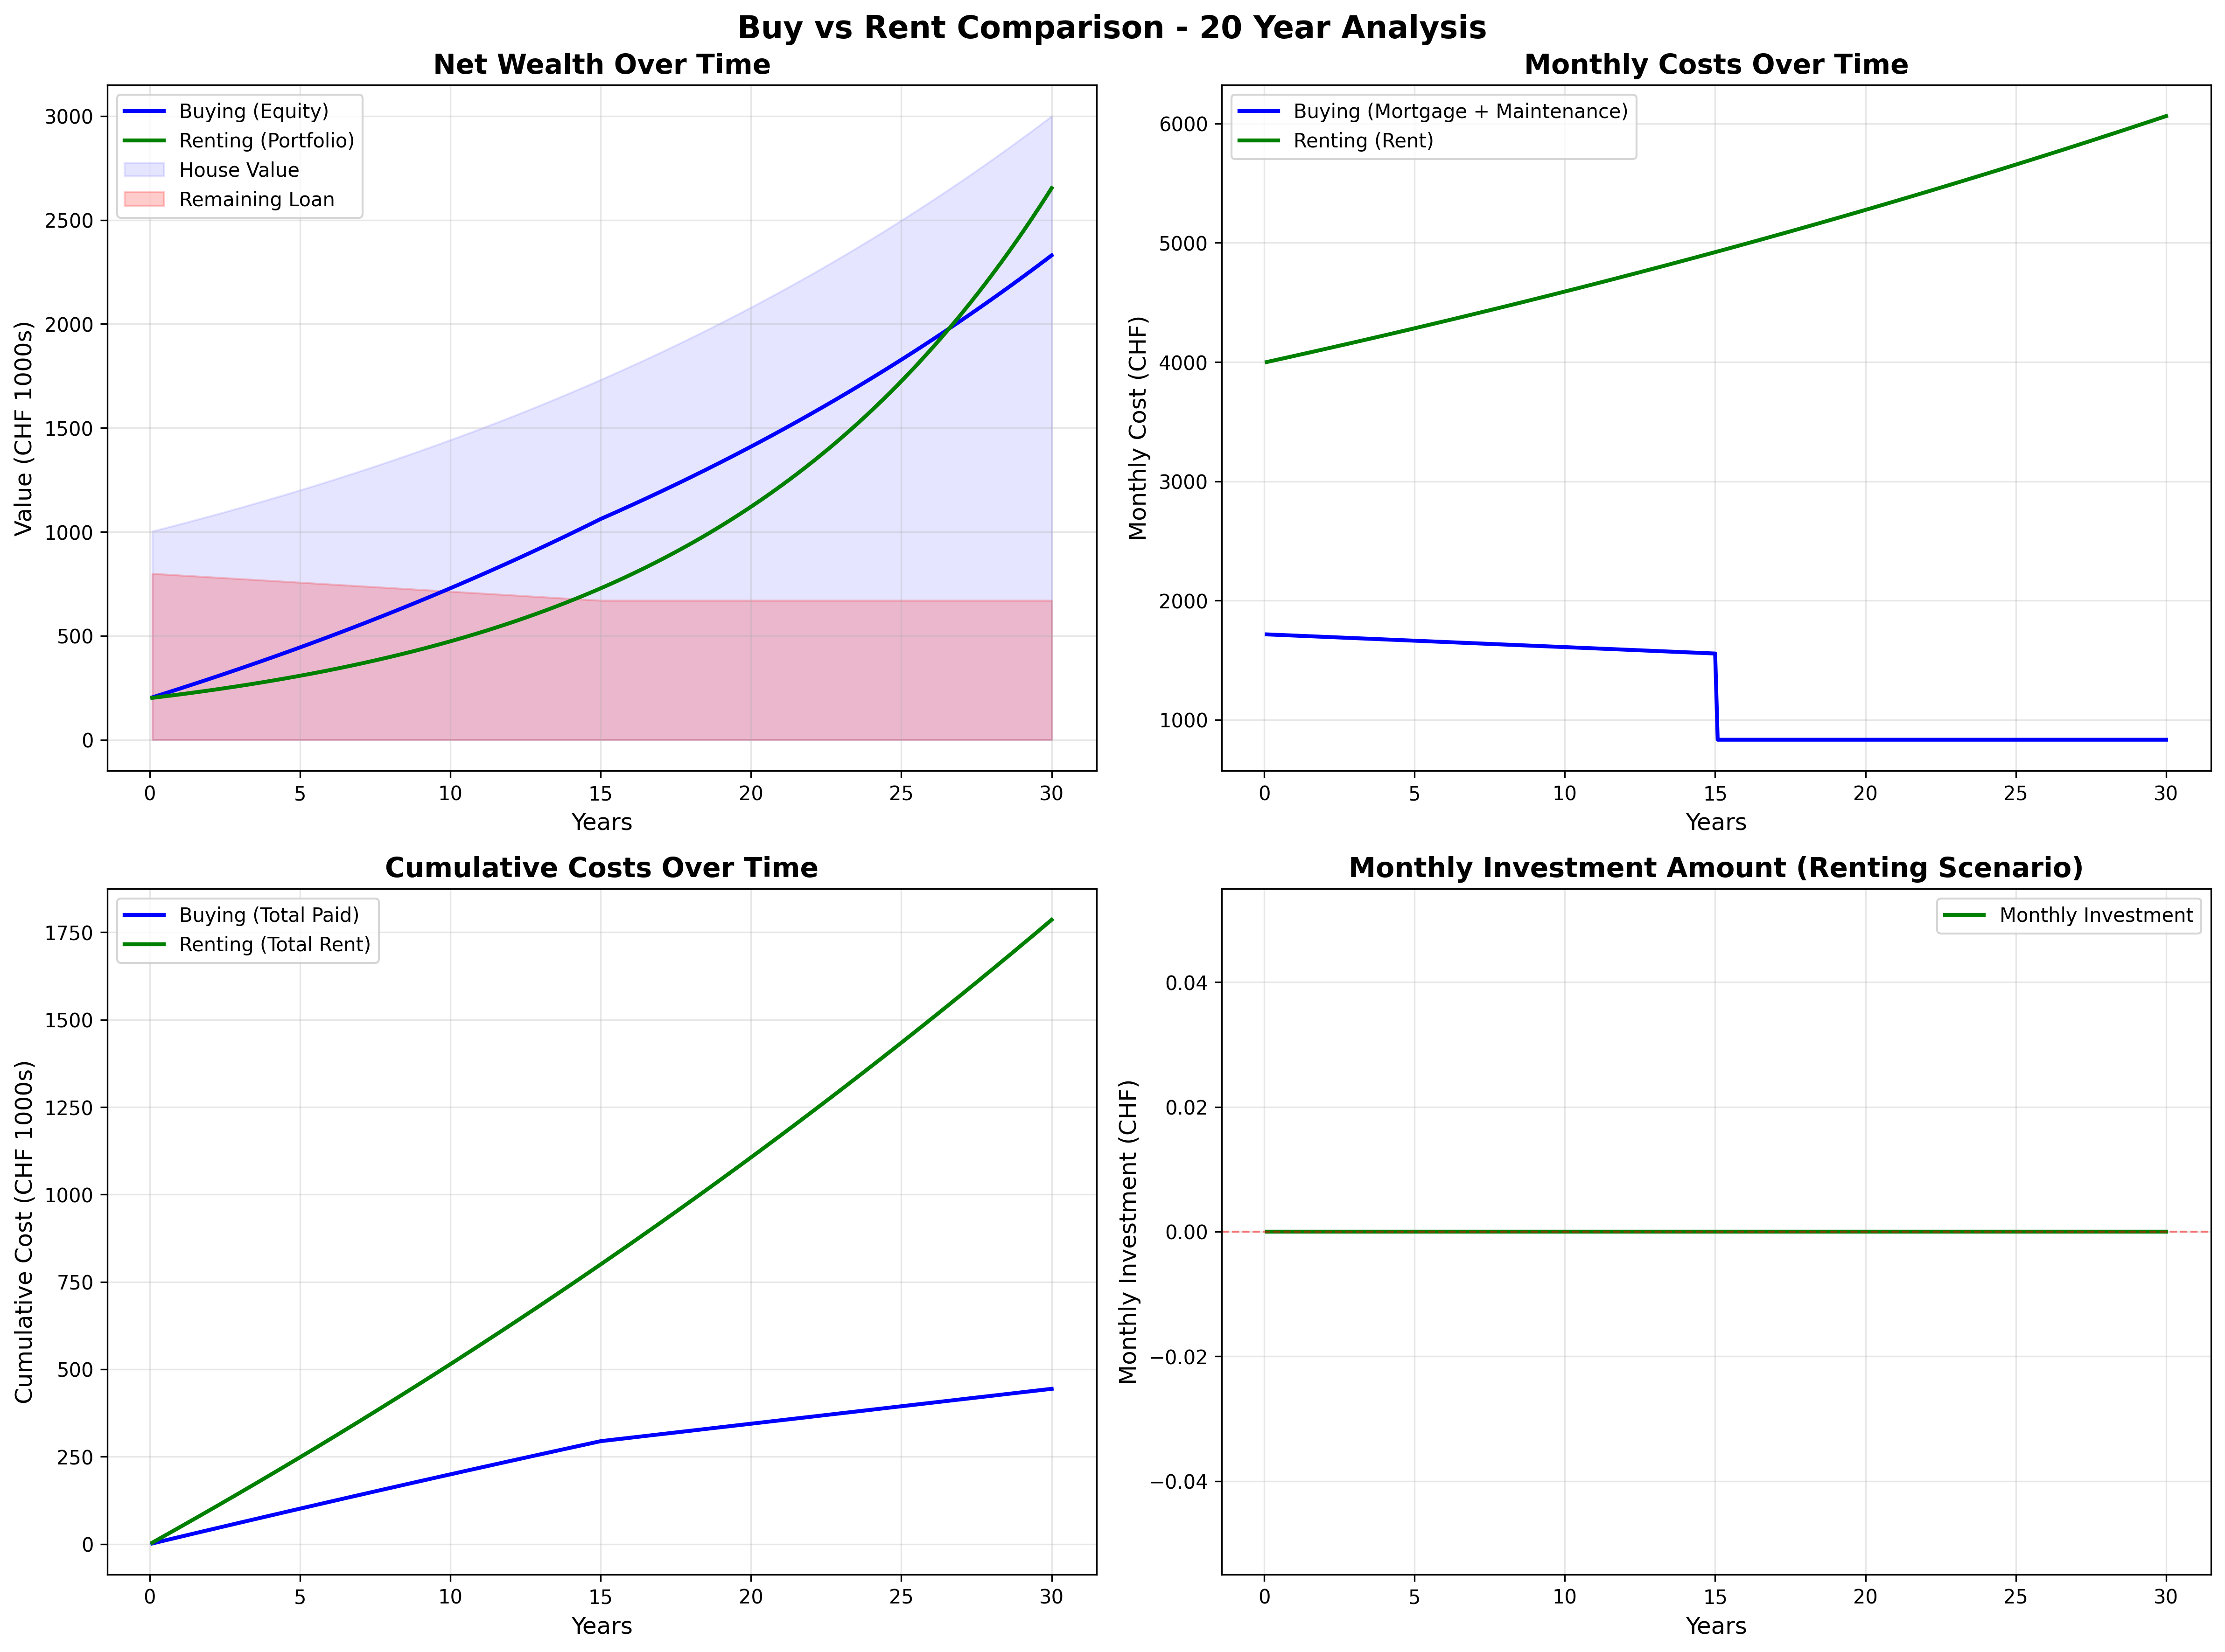 Buy vs Rent Comparison - 20 Year Analysis
Net Wealth Over Time
Buying (Equity)
Renting (Portfolio)
House Value
Remaining Loan
Value (CHF 1000s)
3000
2500
2000
1500
1000
500
0
0 5 10 15 20 25 30
Years
Monthly Costs Over Time
Buying (Mortgage + Maintenance)
Renting (Rent)
Monthly Cost (CHF)
6000
5000
4000
3000
2000
1000
0 5 10 15 20 25 30
Years
Cumulative Costs Over Time
Buying (Total Paid)
Renting (Total Rent)
Cumulative Cost (CHF 1000s)
1750
1500
1250
1000
750
500
250
0
0 5 10 15 20 25 30
Years
Monthly Investment Amount (Renting Scenario)
Monthly Investment
Monthly Investment (CHF)
0.04
0.02
0.00
−0.02
−0.04
0 5 10 15 20 25 30
Years